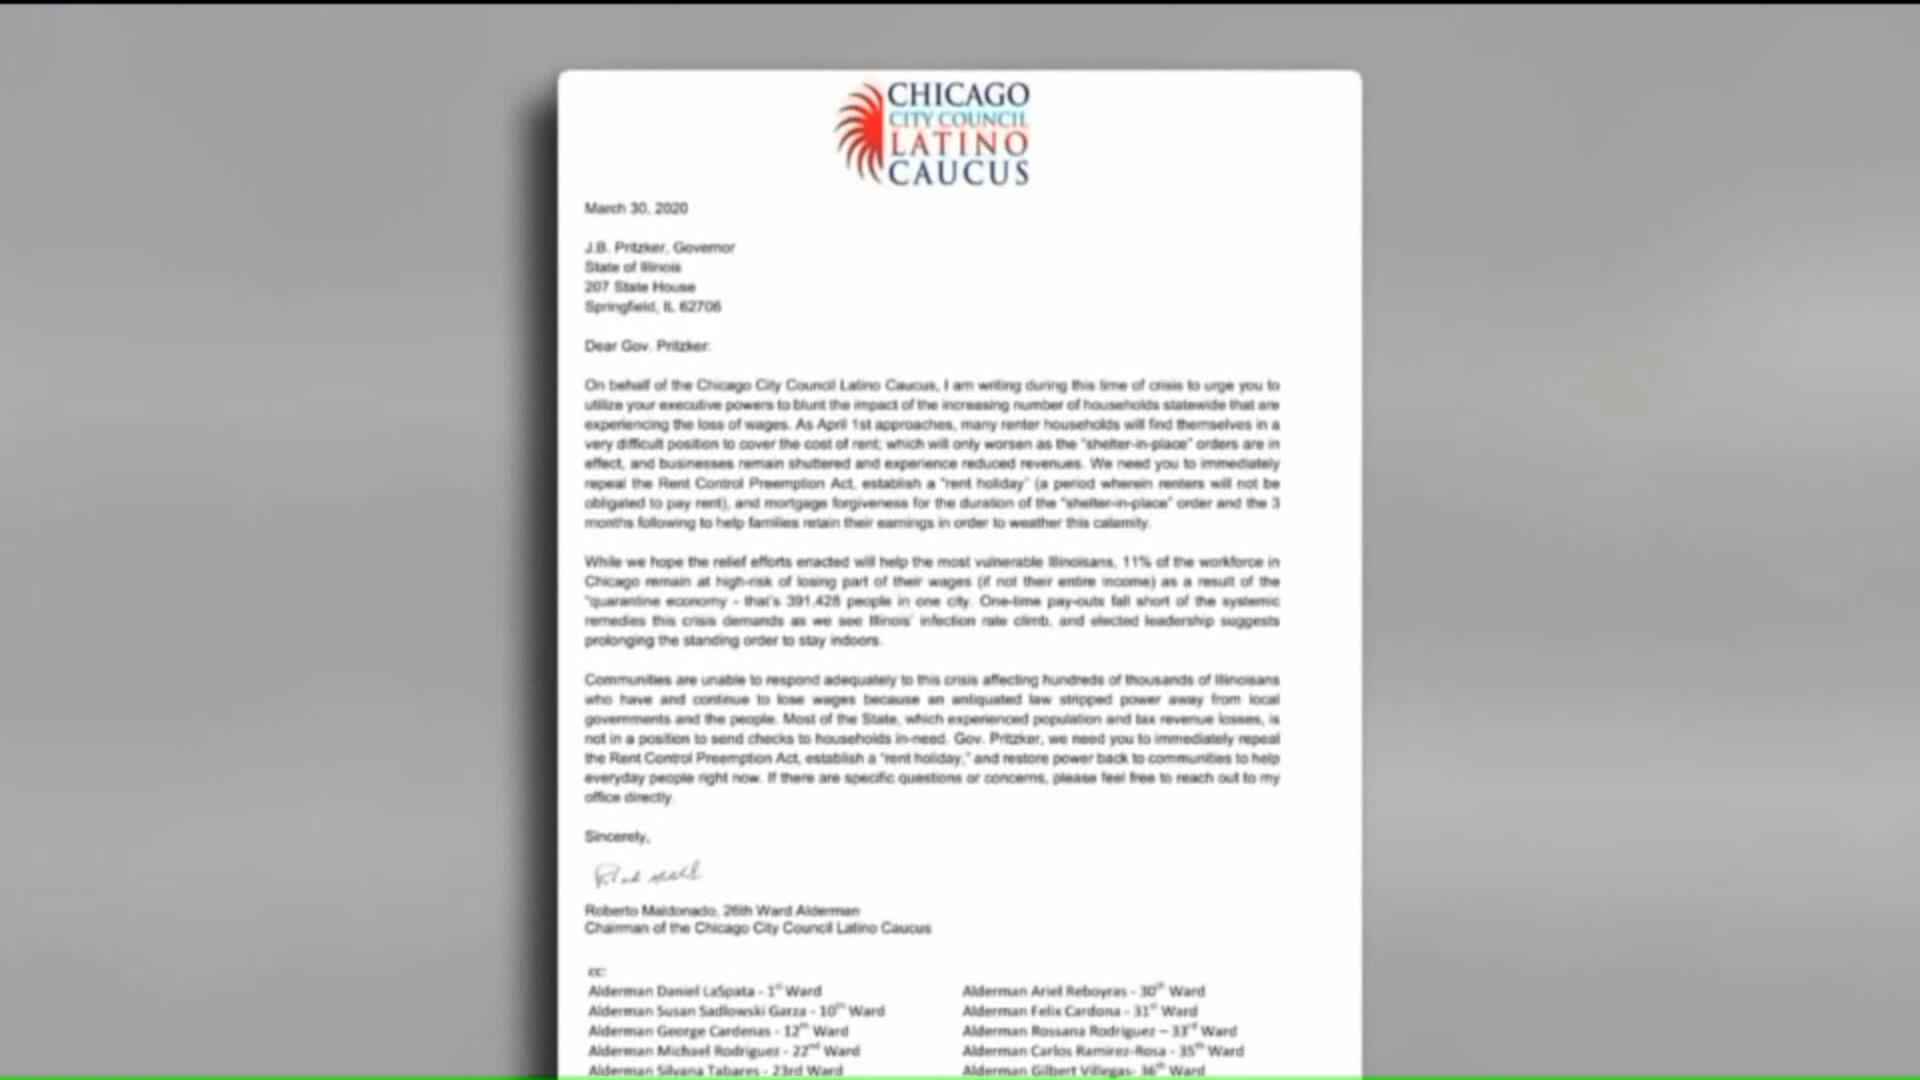 CHICAGO
CITY COUNCIL
LATINO
CAUCUS
March 30, 2020
J.B. Pritzker, Governor
State of Illinois
207 State House
Springfield, IL 62706
Dear Gov. Pritzker:
On behalf of the Chicago City Council Latino Caucus, I am writing during this time of crisis to urge you to
utilize your executive powers to blunt the impact of the increasing number of households statewide that are
experiencing the loss of wages. As April 1st approaches, many renter households will find themselves in a
very difficult position to cover the cost of rent; which will only worsen as the "shelter-in-place" orders are in
effect, and businesses remain shuttered and experience reduced revenues. We need you to immediately
repeal the Rent Control Preemption Act, establish a "rent holiday" (a period wherein renters will not be
obligated to pay rent), and mortgage forgiveness for the duration of the "shelter-in-place" order and the 3
months following to help families retain their earnings in order to weather this calamity.
While we hope the relief efforts enacted will help the most vulnerable Illinoisans, 11% of the workforce in
Chicago remain at high-risk of losing part of their wages (if not their entire income) as a result of the
"quarantine economy - that's 391,428 people in one city. One-time pay-outs fall short of the systemic
remedies this crisis demands as we see Illinois' infection rate climb, and elected leadership suggests
prolonging the standing order to stay indoors.
Communities are unable to respond adequately to this crisis affecting hundreds of thousands of Illinoisans
who have and continue to lose wages because an antiquated law stripped power away from local
governments and the people. Most of the State, which experienced population and tax revenue losses, is
not in a position to send checks to households in-need. Gov. Pritzker, we need you to immediately repeal
the Rent Control Preemption Act, establish a "rent holiday," and restore power back to communities to help
everyday people right now. If there are specific questions or concerns, please feel free to reach out to my
office directly.
Sincerely,
Roberto Maldonado, 26th Ward Alderman
Chairman of the Chicago City Council Latino Caucus
cc:
Alderman Daniel LaSpata - 1st Ward
Alderman Susan Sadlowski Garza - 10th Ward
Alderman George Cardenas - 12th Ward
Alderman Michael Rodriguez - 22nd Ward
Alderman Silvana Tabares - 23rd Ward
Alderman Ariel Reboyras - 30th Ward
Alderman Felix Cardona - 31st Ward
Alderman Rossana Rodriguez – 33rd Ward
Alderman Carlos Ramirez-Rosa - 35th Ward
Alderman Gilbert Villegas- 36th Ward